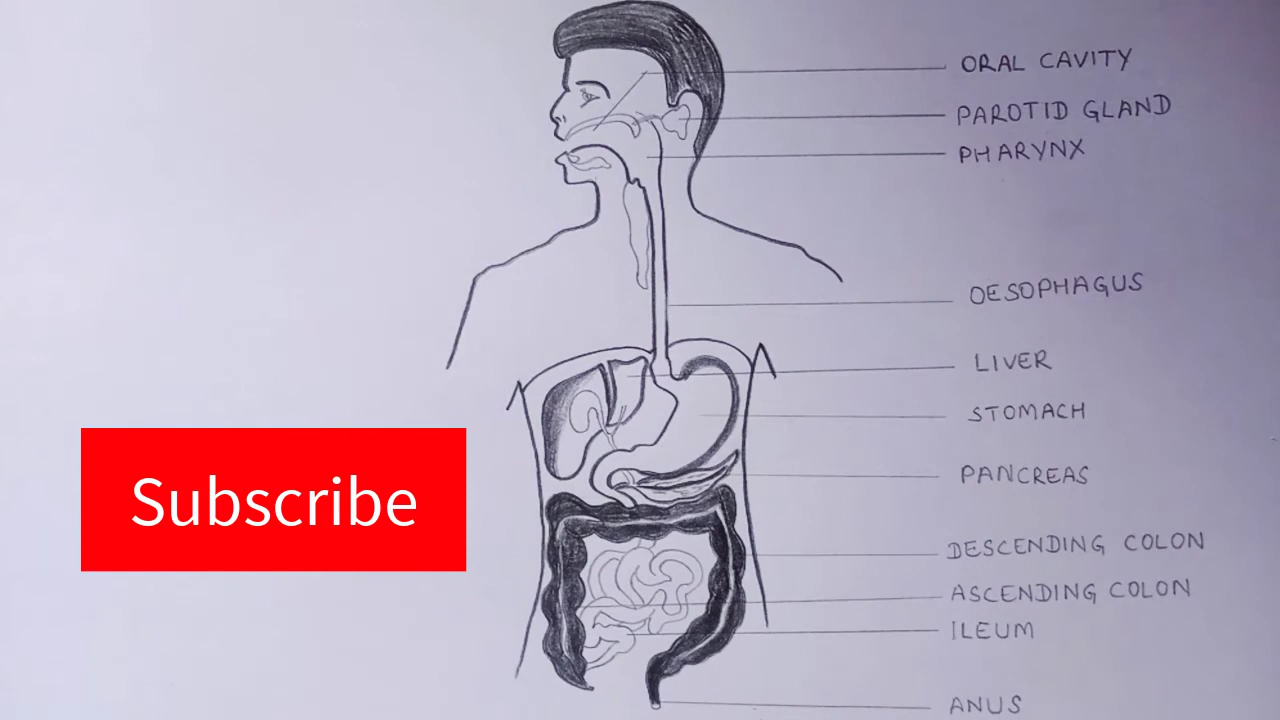 ORAL CAVITY
PAROTID GLAND
PHARYNX
OESOPHAGUS
LIVER
STOMACH
PANCREAS
Subscribe
DESCENDING COLON
ASCENDING COLON
ILEUM
ANUS